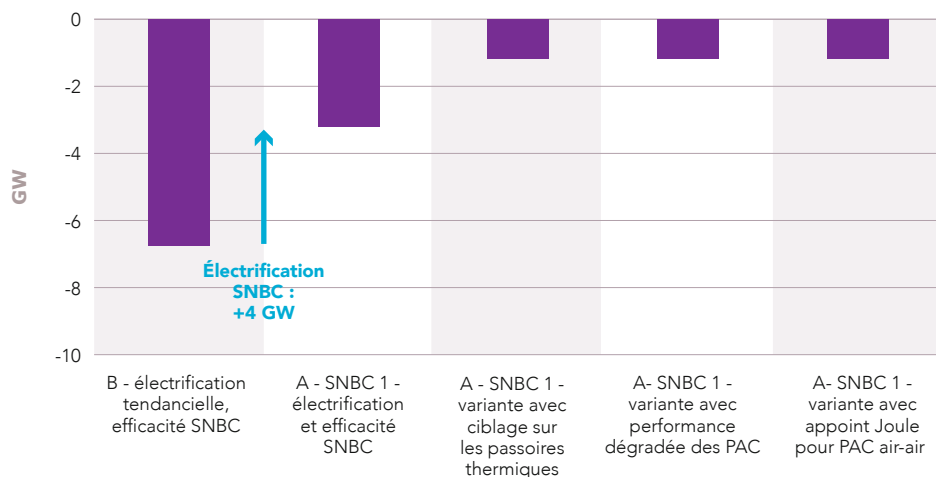 0
-2
-4
-6
-8
-10
GW
Électrification
SNBC :
+4 GW
B - électrification
tendancielle,
efficacité SNBC
A - SNBC 1 -
électrification
et efficacité
SNBC
A - SNBC 1 -
variante avec
ciblage sur
les passoires
thermiques
A- SNBC 1 -
variante avec
performance
dégradée des PAC
A- SNBC 1 -
variante avec
appoint Joule
pour PAC air-air